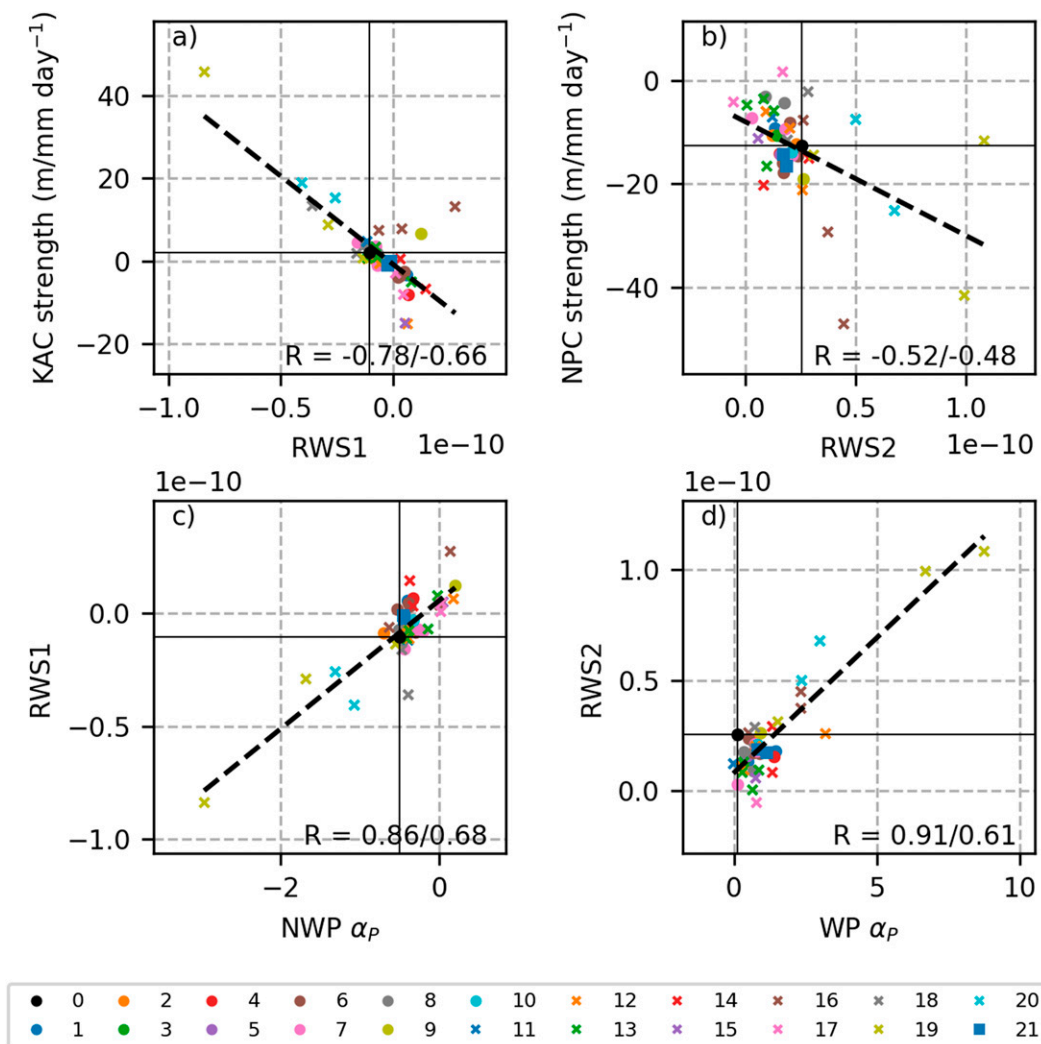 a)
KAC strength (m/mm day⁻¹)
40
20
0
−20
R = -0.78/-0.66
−1.0 −0.5 0.0
1e−10
RWS1
b)
NPC strength (m/mm day⁻¹)
0
−20
−40
R = -0.52/-0.48
0.0 0.5 1.0
1e−10
RWS2
1e−10
c)
RWS1
0.0
−0.5
−1.0
R = 0.86/0.68
−2 0
NWP αP
1e−10
d)
RWS2
1.0
0.5
0.0
R = 0.91/0.61
0 5 10
WP αP
0 2 4 6 8 10 12 14 16 18 20
1 3 5 7 9 11 13 15 17 19 21